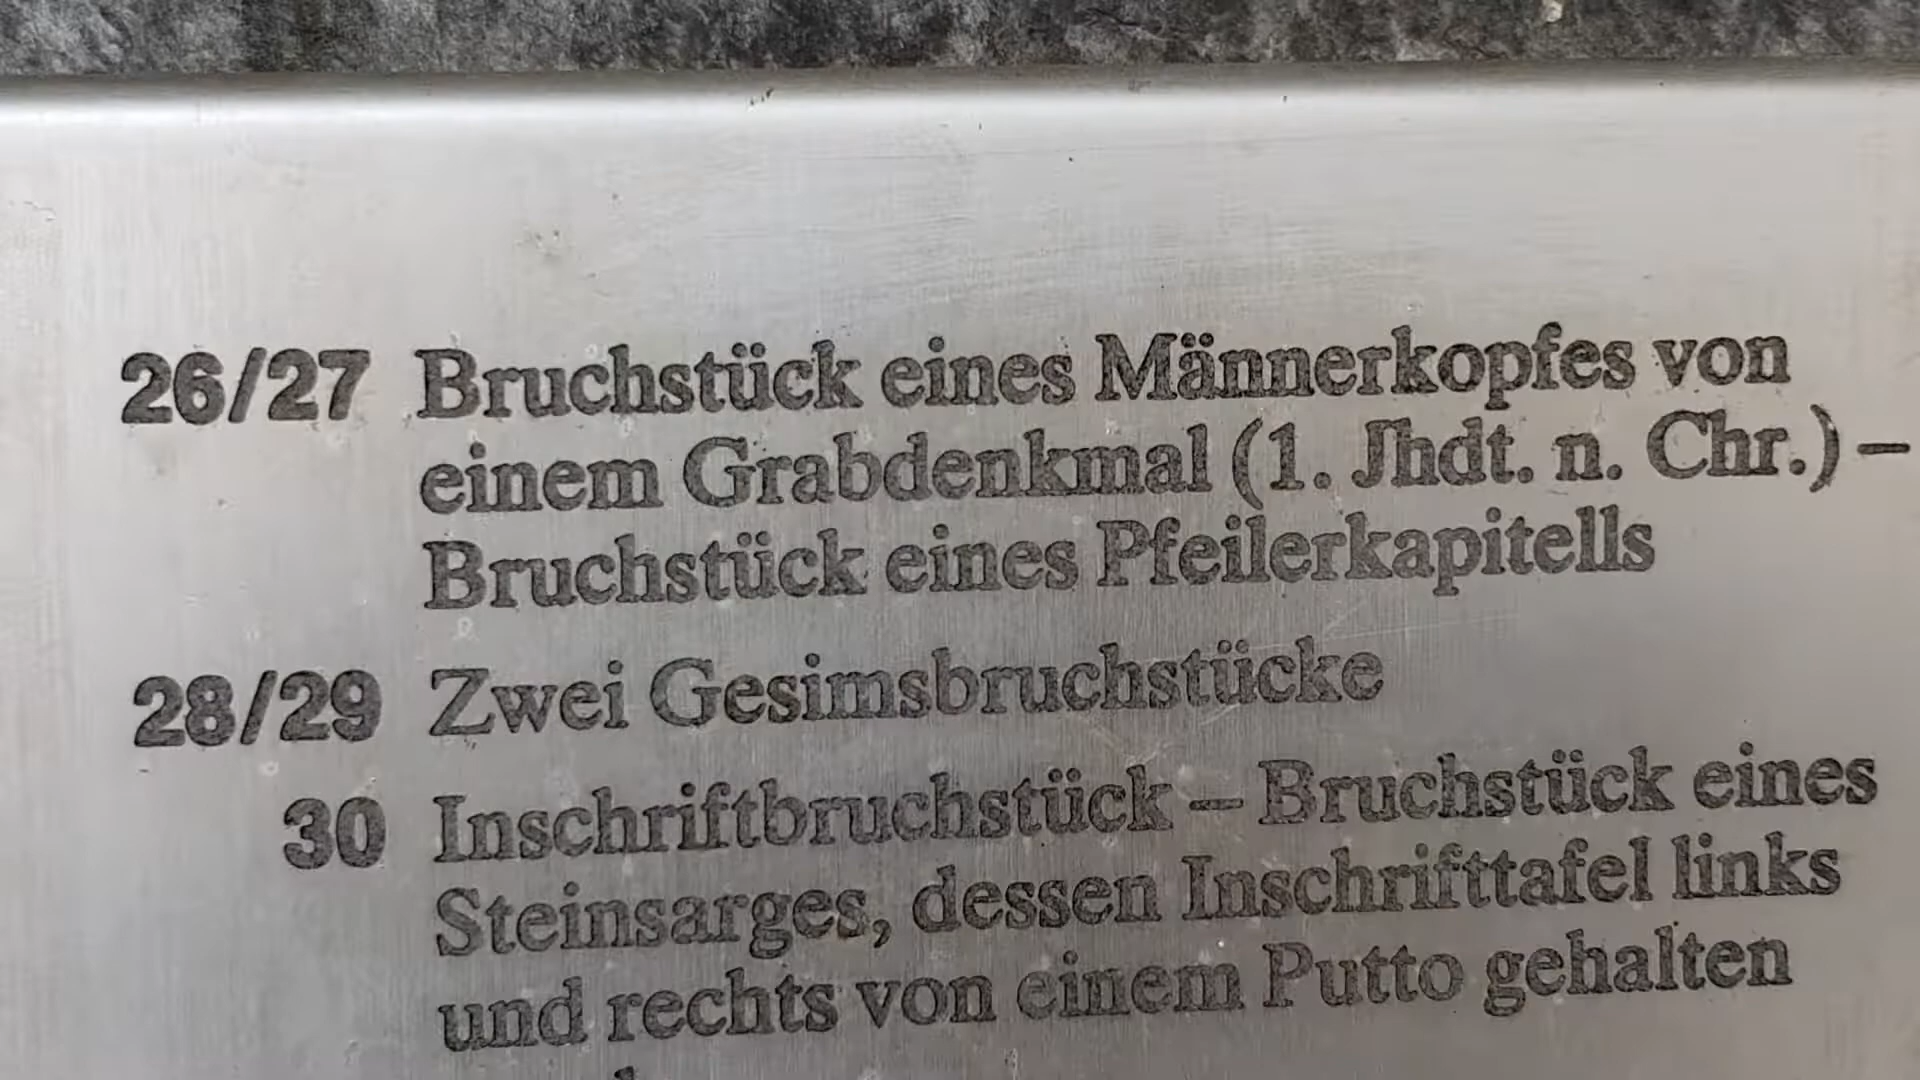 26/27 Bruchstück eines Männerkopfes von
einem Grabdenkmal (1. Jhdt. n. Chr.) –
Bruchstück eines Pfeilerkapitells
28/29 Zwei Gesimsbruchstücke
30 Inschriftbruchstück – Bruchstück eines
Steinsarges, dessen Inschrifttafel links
und rechts von einem Putto gehalten